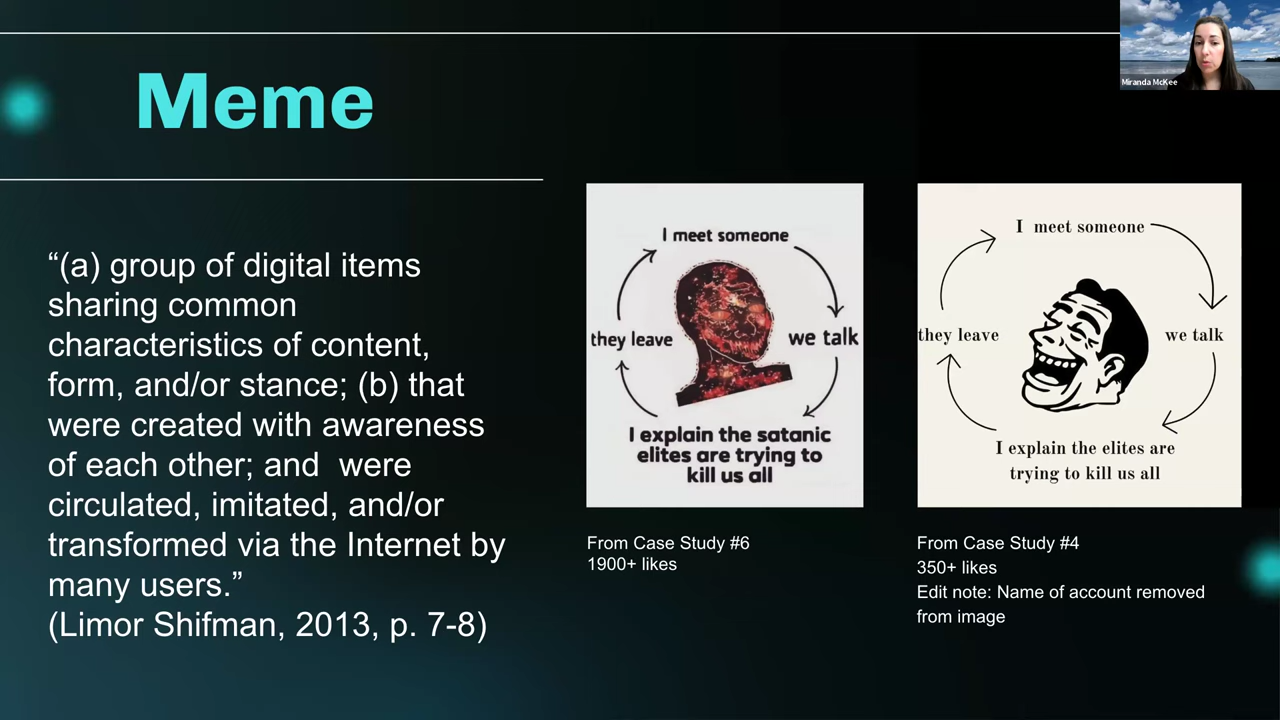 Meme
“(a) group of digital items
sharing common
characteristics of content,
form, and/or stance; (b) that
were created with awareness
of each other; and  were
circulated, imitated, and/or
transformed via the Internet by
many users.”
(Limor Shifman, 2013, p. 7-8)
I meet someone
we talk
I explain the satanic
elites are trying to
kill us all
they leave
From Case Study #6
1900+ likes
I meet someone
we talk
I explain the elites are
trying to kill us all
they leave
From Case Study #4
350+ likes
Edit note: Name of account removed
from image
Miranda McKee